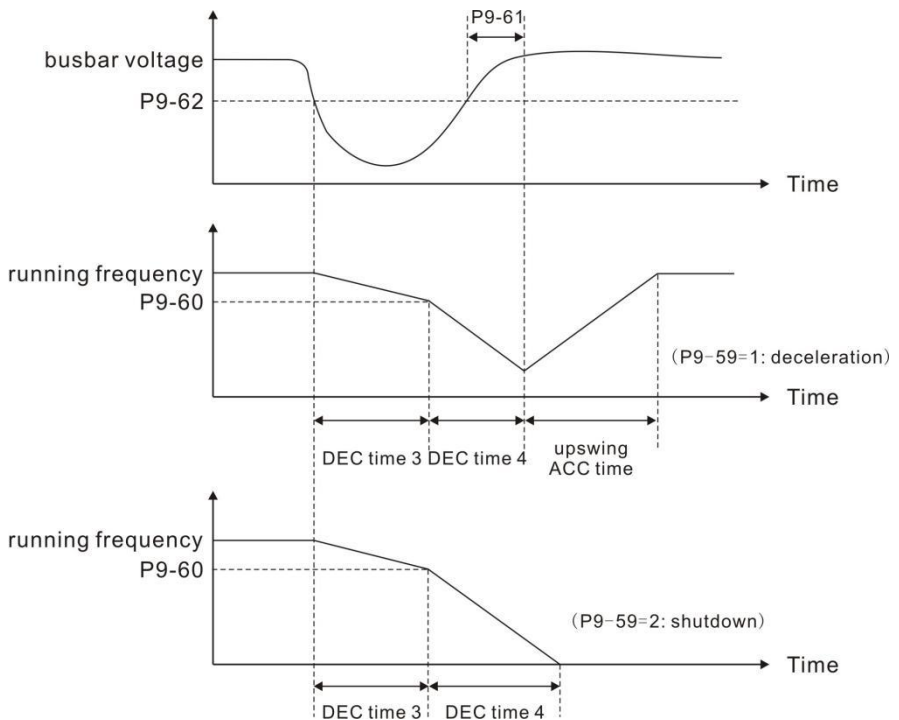 P9-61
busbar voltage
P9-62
Time
running frequency
P9-60
(P9-59=1: deceleration)
Time
DEC time 3 DEC time 4 upswing
ACC time
running frequency
P9-60
(P9-59=2: shutdown)
Time
DEC time 3 DEC time 4